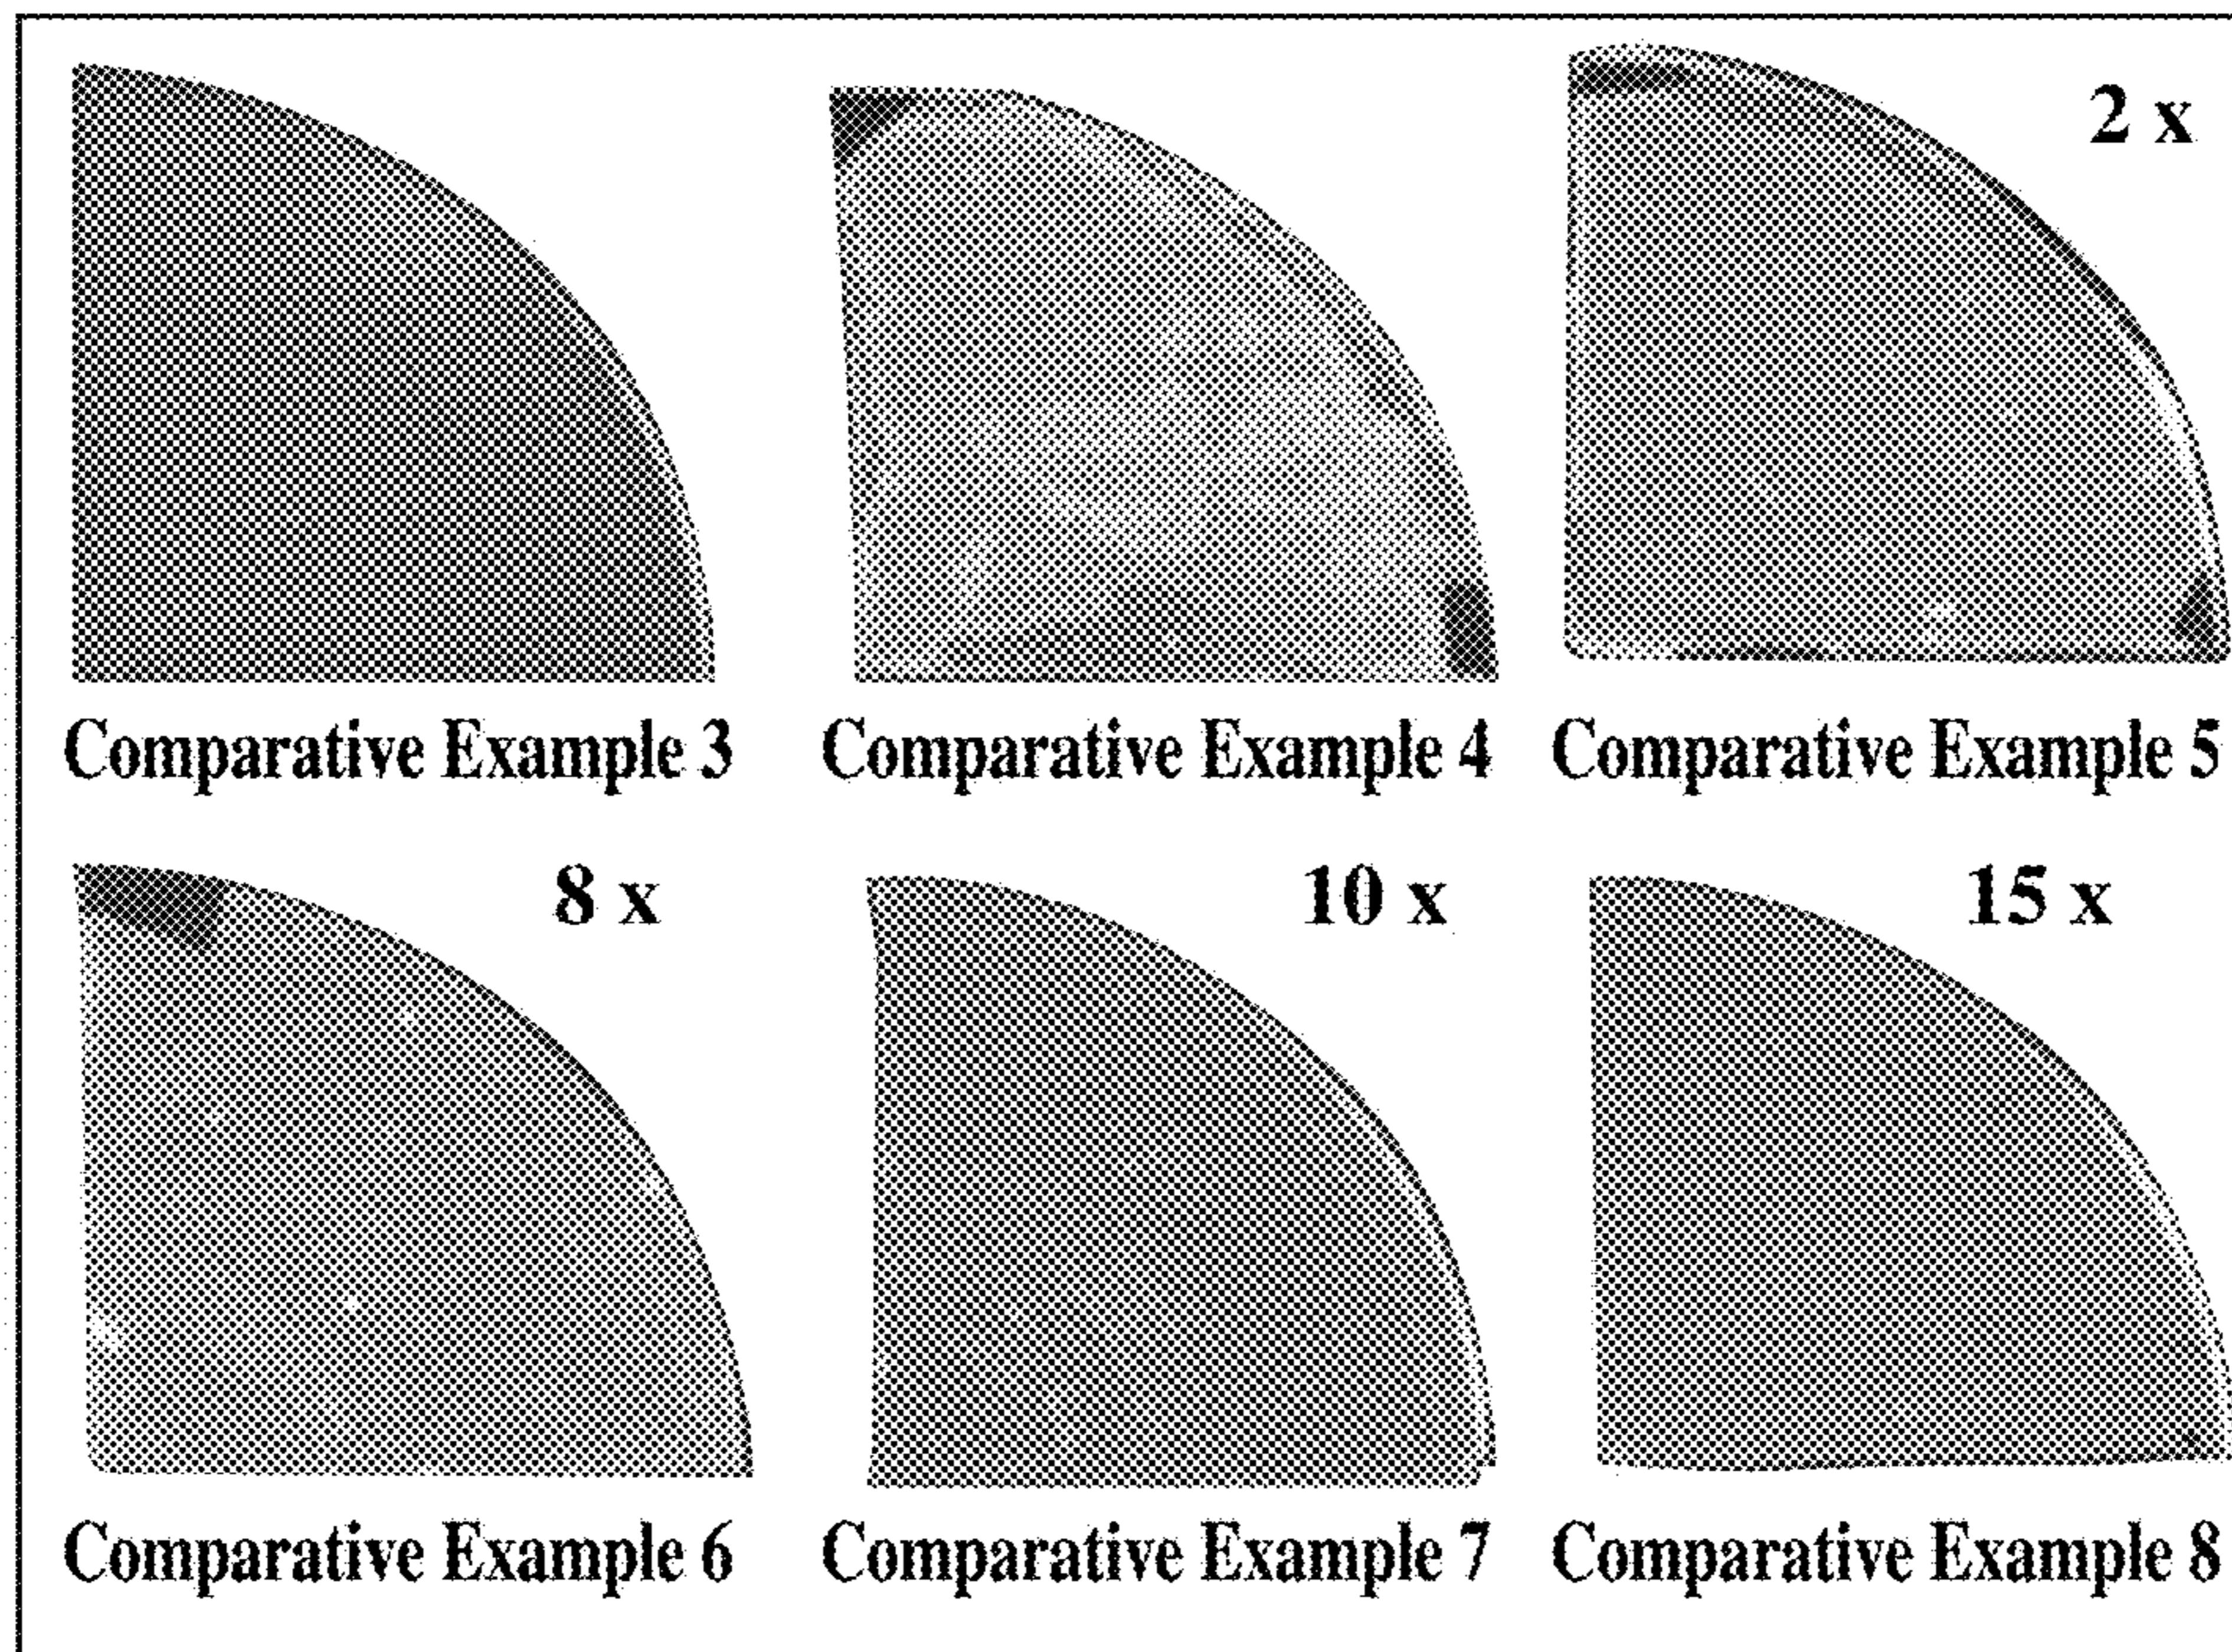 2 x
Comparative Example 3 Comparative Example 4 Comparative Example 5
8 x 10 x 15 x
Comparative Example 6 Comparative Example 7 Comparative Example 8